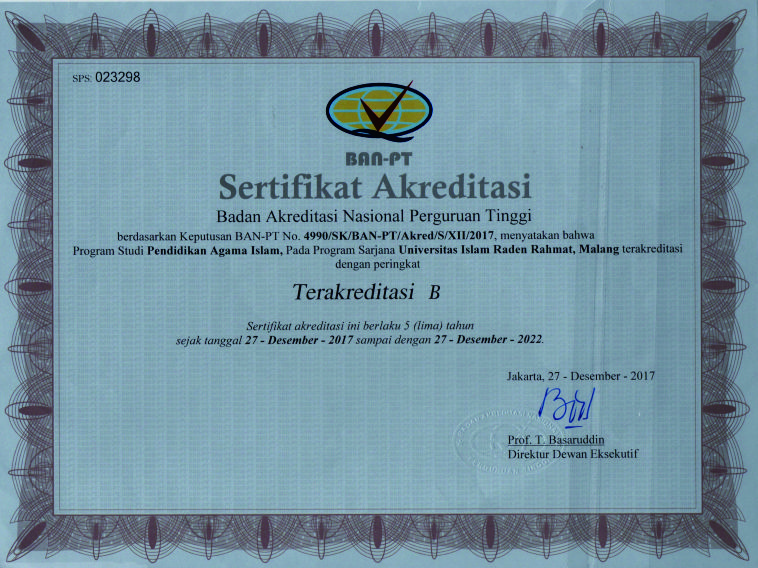 SPS: 023298
BAN-PT
Sertifikat Akreditasi
Badan Akreditasi Nasional Perguruan Tinggi
berdasarkan Keputusan BAN-PT No. 4990/SK/BAN-PT/Akred/S/XII/2017, menyatakan bahwa
Program Studi Pendidikan Agama Islam, Pada Program Sarjana Universitas Islam Raden Rahmat, Malang terakreditasi
dengan peringkat
Terakreditasi B
Sertifikat akreditasi ini berlaku 5 (lima) tahun
sejak tanggal 27 - Desember - 2017 sampai dengan 27 - Desember - 2022.
Jakarta, 27 - Desember - 2017
Prof. T. Basaruddin
Direktur Dewan Eksekutif